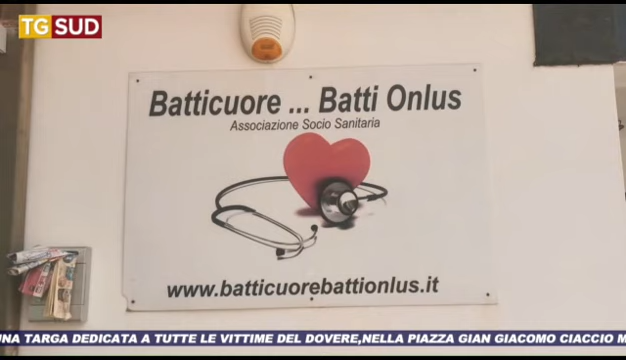 TG SUD
Batticuore ... Batti Onlus
Associazione Socio Sanitaria
www.batticuorebattionlus.it
UNA TARGA DEDICATA A TUTTE LE VITTIME DEL DOVERE,NELLA PIAZZA GIAN GIACOMO CIACCIO M